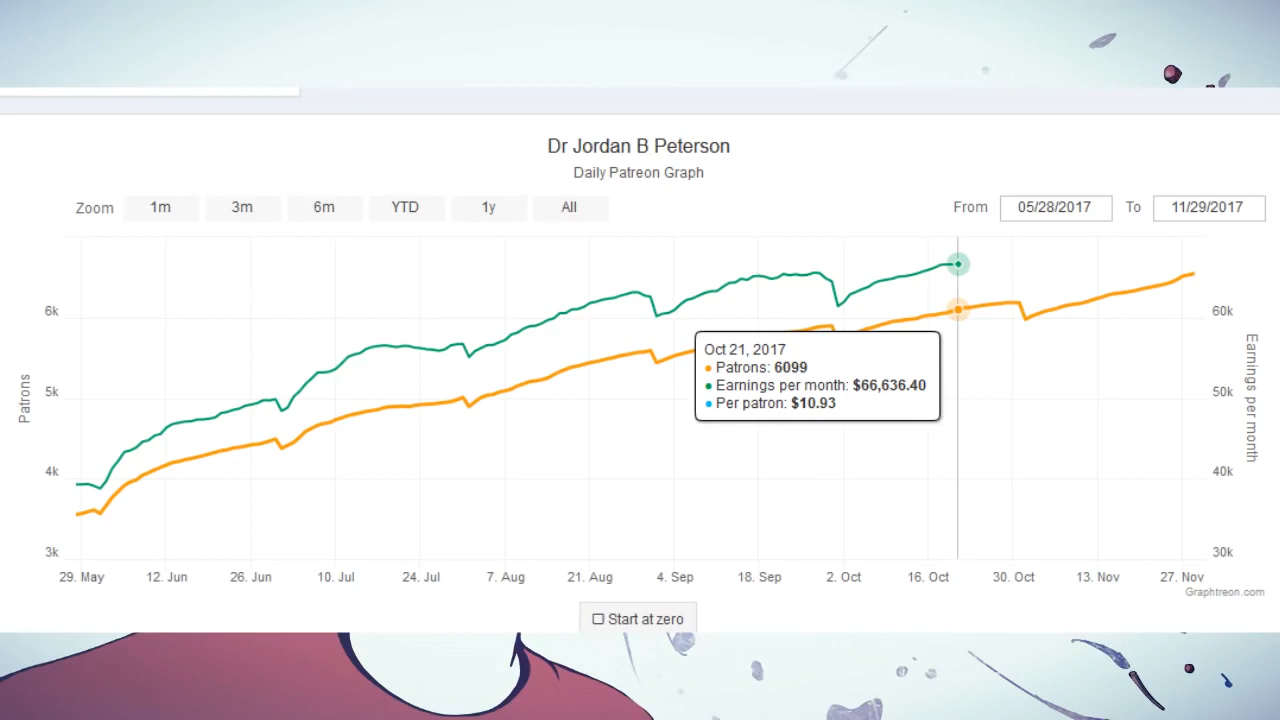 Dr Jordan B Peterson
Daily Patreon Graph
Zoom 1m 3m 6m YTD 1y All From 05/28/2017 To 11/29/2017
6k 60k
5k 50k
4k 40k
3k 30k
Patrons
Earnings per month
Oct 21, 2017
Patrons: 6099
Earnings per month: $66,636.40
Per patron: $10.93
29. May 12. Jun 26. Jun 10. Jul 24. Jul 7. Aug 21. Aug 4. Sep 18. Sep 2. Oct 16. Oct 30. Oct 13. Nov 27. Nov
Graphtreon.com
Start at zero